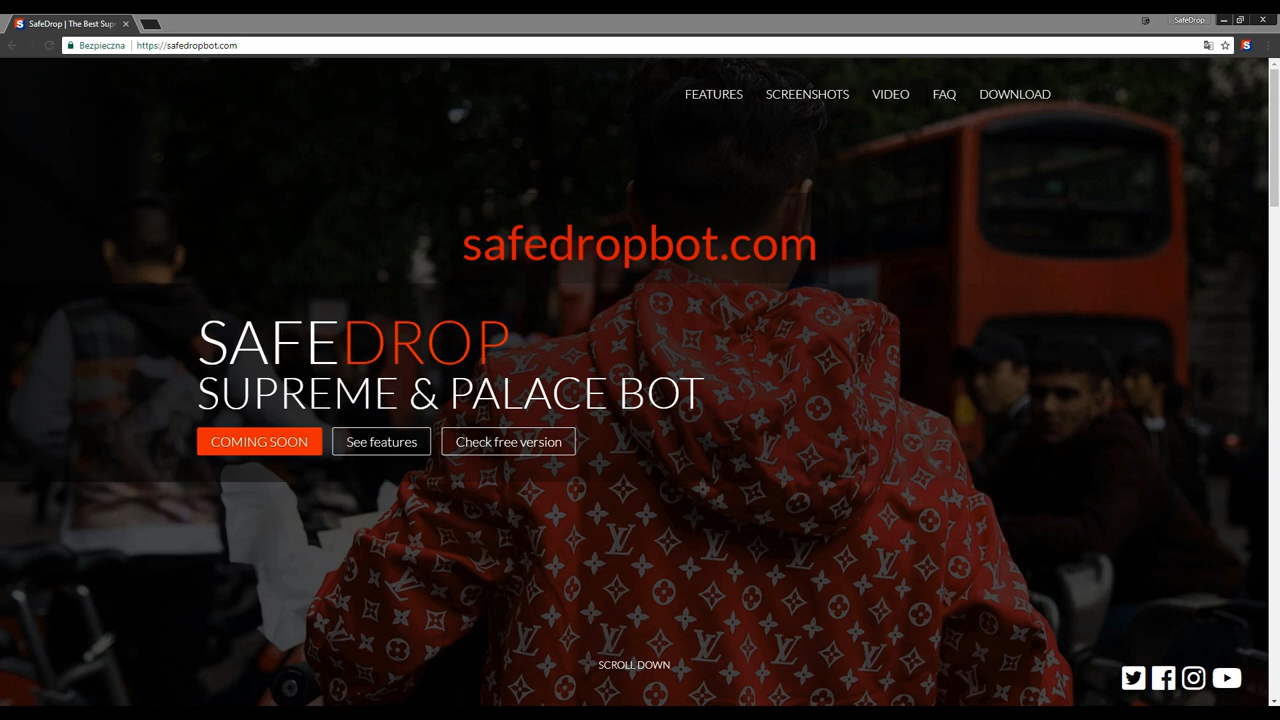 SafeDrop | The Best Sup
SafeDrop
Bezpieczna
https://safedropbot.com
FEATURES SCREENSHOTS VIDEO FAQ DOWNLOAD
safedropbot.com
SAFEDROP
SUPREME & PALACE BOT
COMING SOON See features Check free version
SCROLL DOWN